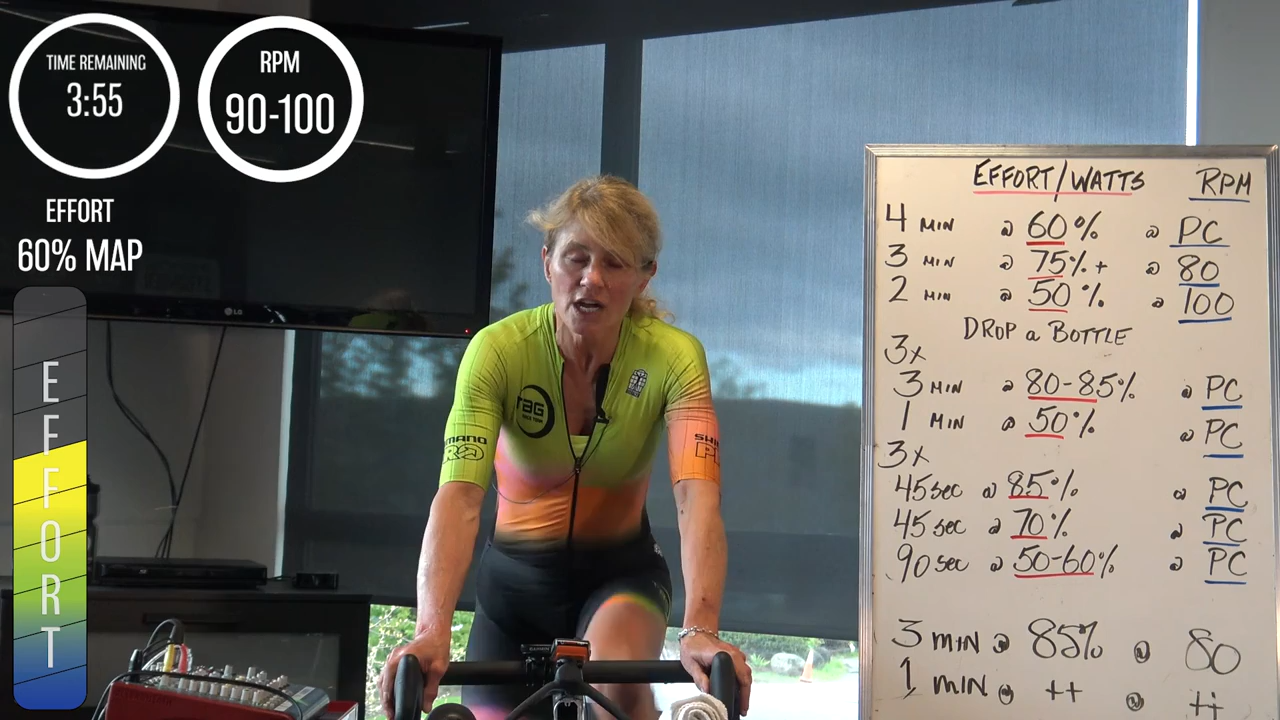 TIME REMAINING
3:55
RPM
90-100
EFFORT
60% MAP
EFFORT
LG
RAG
SHIM
EFFORT/WATTS RPM
4 MIN @ 60% @ PC
3 MIN @ 75%+ @ 80
2 MIN @ 50% @ 100
DROP a BOTTLE
3x
3 MIN @ 80-85% @ PC
1 MIN @ 50% @ PC
3x
45sec @ 85% @ PC
45sec @ 70% @ PC
90sec @ 50-60% @ PC
3 MIN @ 85% @ 80
1 MIN @ ++ @ ++